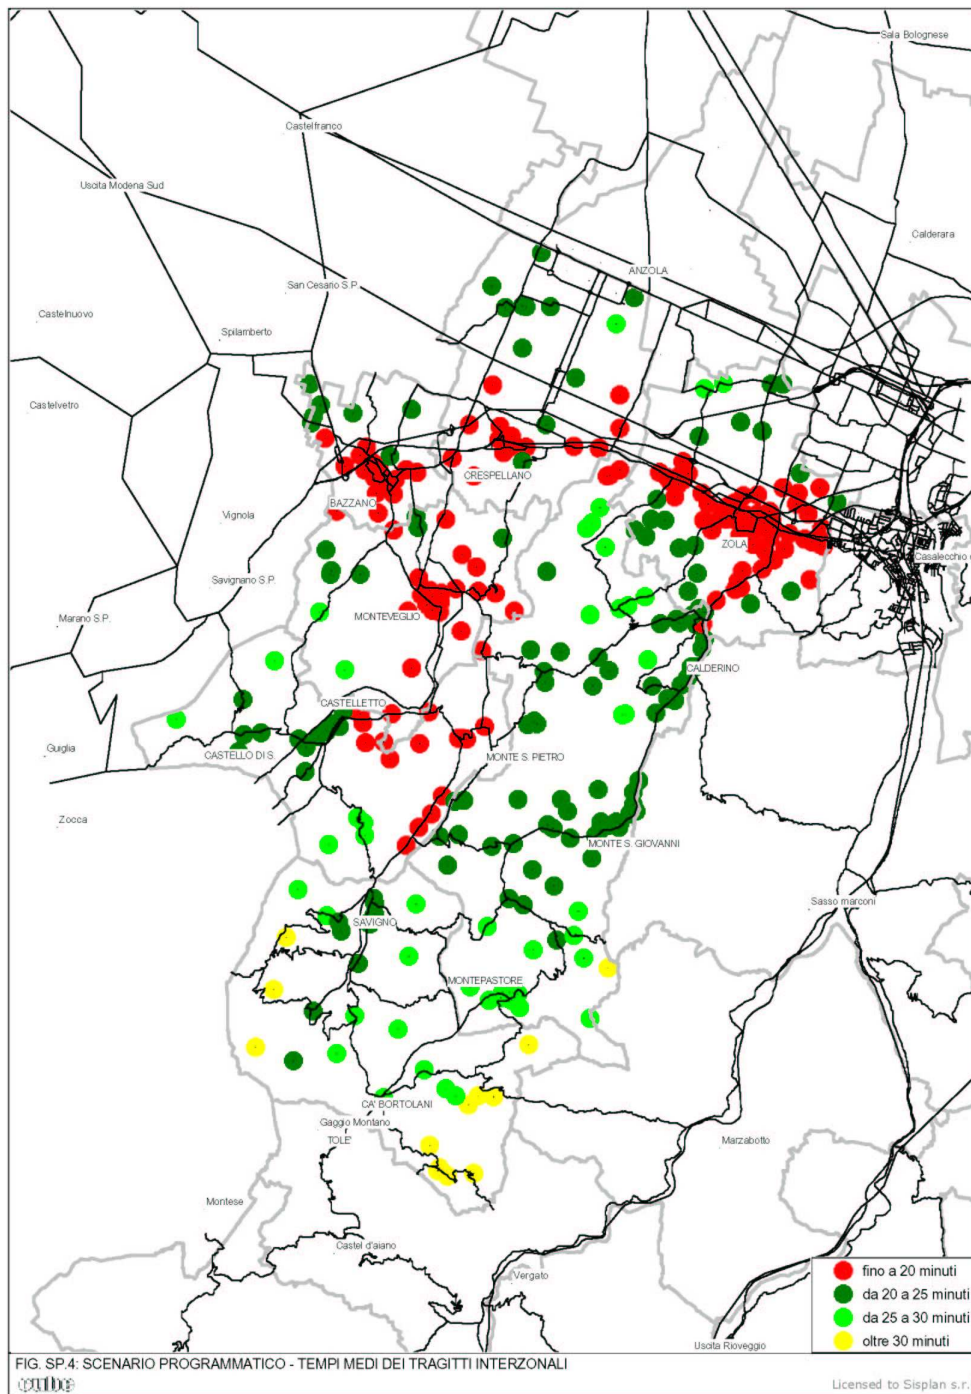 Sala Bolognese
Castelfranco
Uscita Modena Sud
Calderara
ANZOLA
San Cesario S.P.
Castelnuovo
Spilamberto
Castelvetro
CRESPELLANO
BAZZANO
Vignola
ZOLA
Casalecchio
Savignano S.P.
Marano S.P.
MONTEVEGLIO
CALDERINO
CASTELLETTO
Guiglia
CASTELLO DI S.
MONTE S. PIETRO
Zocca
MONTE S. GIOVANNI
Sasso marconi
SAVIGNO
MONTEPASTORE
CA' BORTOLANI
Gaggio Montano
TOLE'
Marzabotto
Montese
Castel d'aiano
Vergato
Uscita Rioveggio
fino a 20 minuti
da 20 a 25 minuti
da 25 a 30 minuti
oltre 30 minuti
FIG. SP.4: SCENARIO PROGRAMMATICO - TEMPI MEDI DEI TRAGITTI INTERZONALI
Licensed to Sisplan s.r.